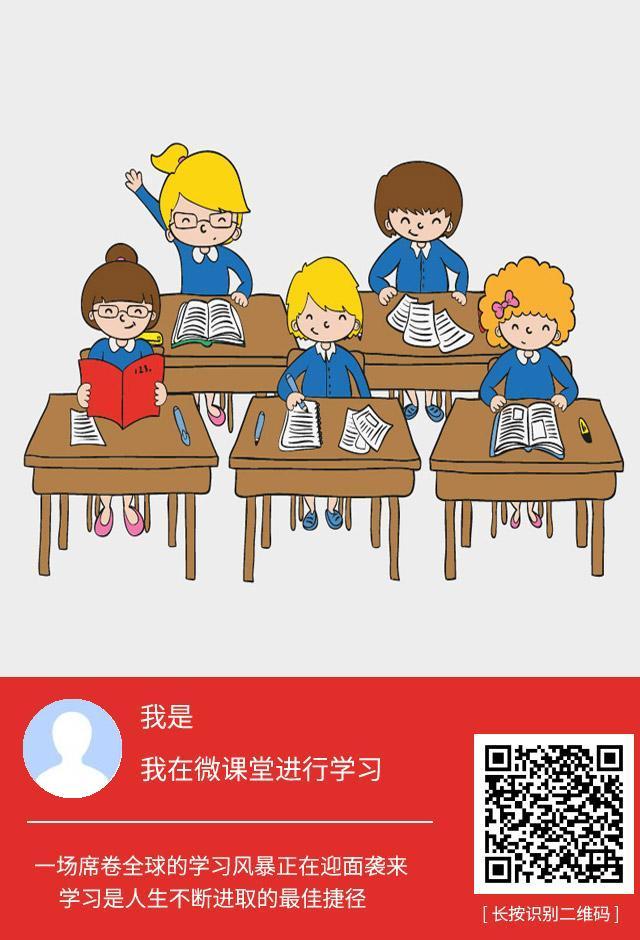 123,
我是
我在微课堂进行学习
一场席卷全球的学习风暴正在迎面袭来
学习是人生不断进取的最佳捷径
[ 长按识别二维码 ]